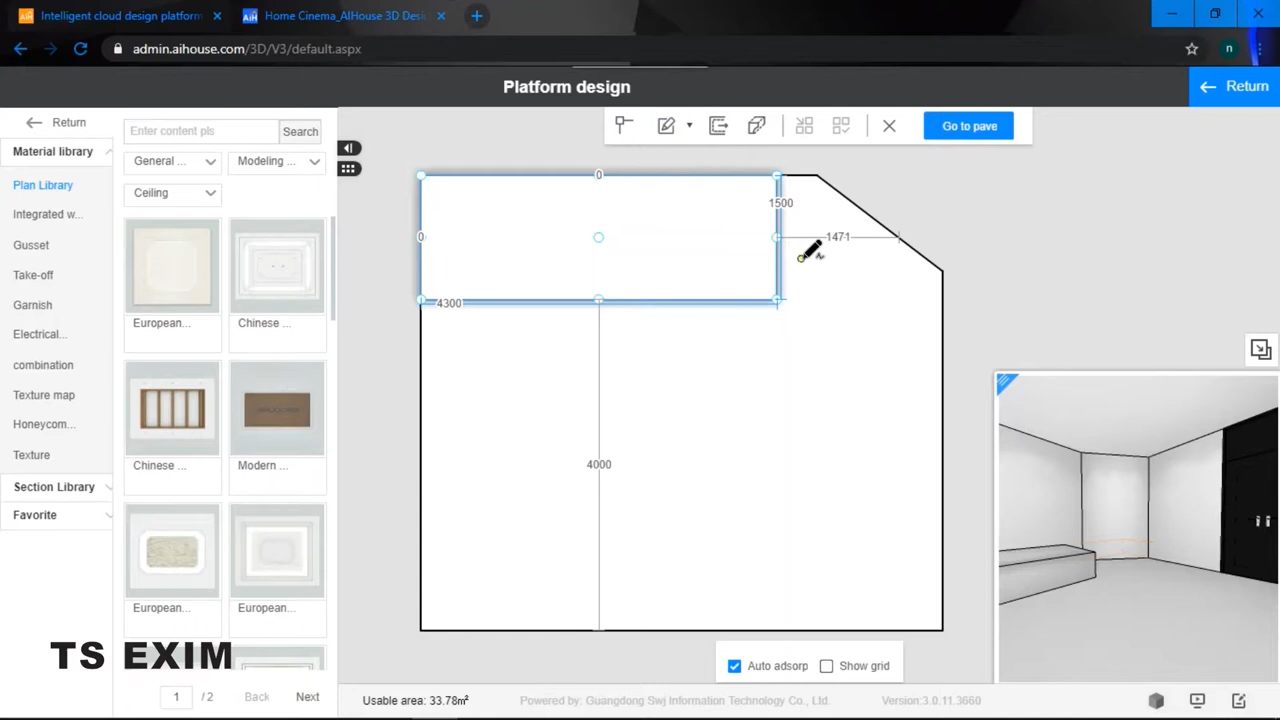 Intelligent cloud design platform
Home Cinema_AIHouse 3D Desi
admin.aihouse.com/3D/V3/default.aspx
n
Platform design
Return
Return
Enter content pls
Search
Go to pave
Material library
General ...
Modeling ...
Plan Library
Ceiling
Integrated w...
Gusset
Take-off
Garnish
Electrical...
combination
Texture map
Honeycom...
Texture
Section Library
Favorite
European...
Chinese ...
Chinese ...
Modern ...
European...
European...
0
1500
0
1471
4300
4000
TS EXIM
Auto adsorp
Show grid
1 / 2
Back
Next
Usable area: 33.78m²
Powered by: Guangdong Swj Information Technology Co., Ltd.
Version:3.0.11.3660